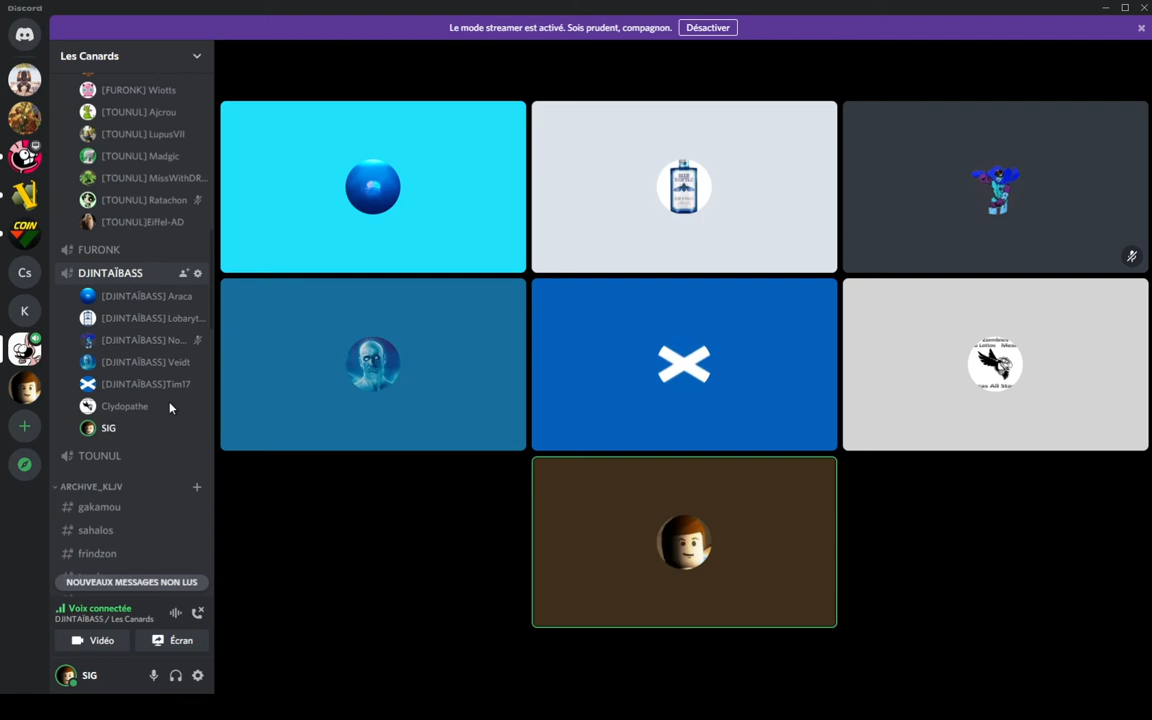 Discord
Le mode streamer est activé. Sois prudent, compagnon.
Désactiver
Les Canards
[FURONK] Wiotts
[TOUNUL] Ajcrou
[TOUNUL] LupusVII
[TOUNUL] Madgic
[TOUNUL] MissWithDR...
[TOUNUL] Ratachon
[TOUNUL]Eiffel-AD
FURONK
DJINTAÏBASS
[DJINTAÏBASS] Araca
[DJINTAÏBASS] Lobaryt...
[DJINTAÏBASS] No...
[DJINTAÏBASS] Veidt
[DJINTAÏBASS]Tim17
Clydopathe
SIG
TOUNUL
ARCHIVE_KLJV
gakamou
sahalos
frindzon
NOUVEAUX MESSAGES NON LUS
Voix connectée
DJINTAÏBASS / Les Canards
Vidéo
Écran
SIG
COIN
Cs
K